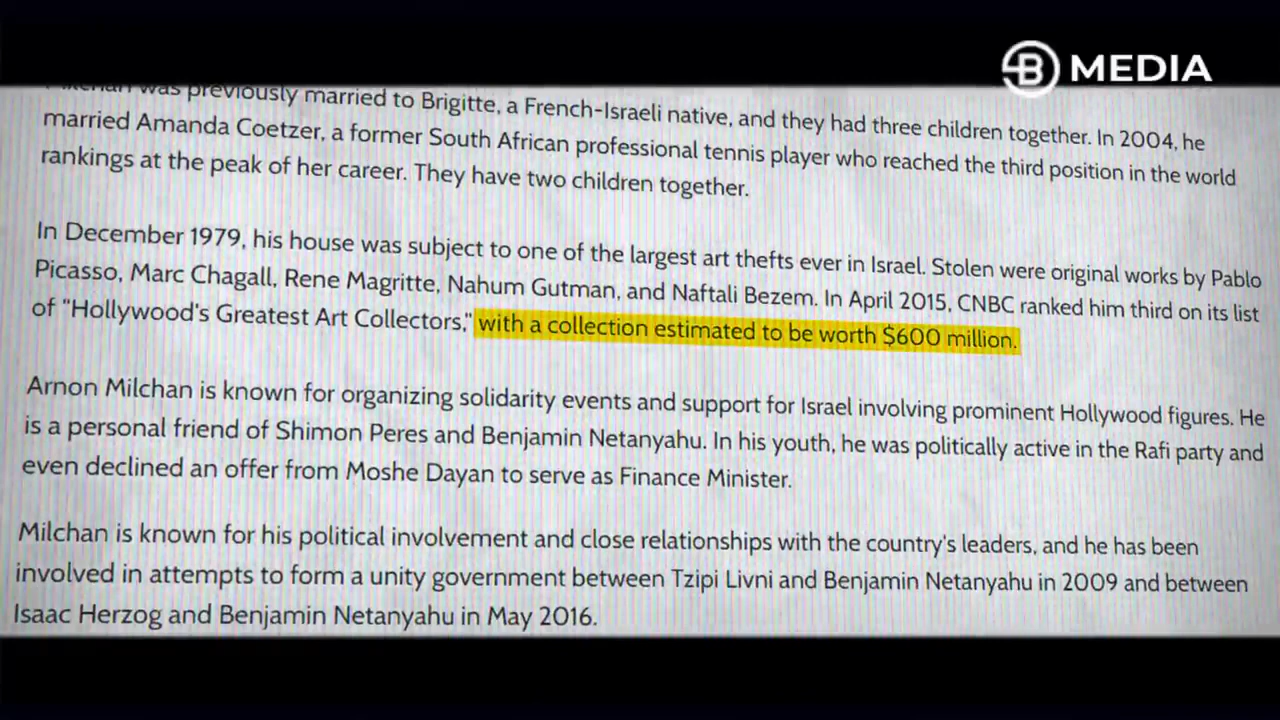 B MEDIA
Milchan was previously married to Brigitte, a French-Israeli native, and they had three children together. In 2004, he
married Amanda Coetzer, a former South African professional tennis player who reached the third position in the world
rankings at the peak of her career. They have two children together.
In December 1979, his house was subject to one of the largest art thefts ever in Israel. Stolen were original works by Pablo
Picasso, Marc Chagall, Rene Magritte, Nahum Gutman, and Naftali Bezem. In April 2015, CNBC ranked him third on its list
of "Hollywood's Greatest Art Collectors," with a collection estimated to be worth $600 million.
Arnon Milchan is known for organizing solidarity events and support for Israel involving prominent Hollywood figures. He
is a personal friend of Shimon Peres and Benjamin Netanyahu. In his youth, he was politically active in the Rafi party and
even declined an offer from Moshe Dayan to serve as Finance Minister.
Milchan is known for his political involvement and close relationships with the country's leaders, and he has been
involved in attempts to form a unity government between Tzipi Livni and Benjamin Netanyahu in 2009 and between
Isaac Herzog and Benjamin Netanyahu in May 2016.